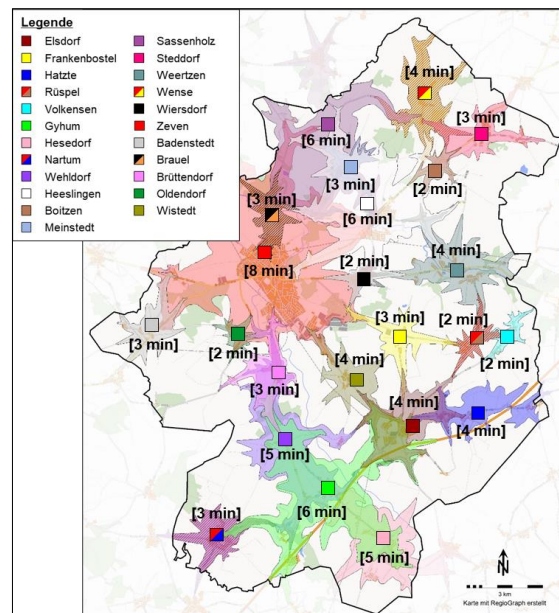 Legende
Elsdorf
Frankenbostel
Hatzte
Rüspel
Volkensen
Gyhum
Hesedorf
Nartum
Wehldorf
Heeslingen
Boitzen
Meinstedt
Sassenholz
Steddorf
Weertzen
Wense
Wiersdorf
Zeven
Badenstedt
Brauel
Brüttendorf
Oldendorf
Wistedt
[4 min]
[3 min]
[6 min]
[3 min]
[2 min]
[3 min]
[6 min]
[8 min]
[2 min]
[4 min]
[3 min]
[2 min]
[3 min]
[2 min]
[2 min]
[3 min]
[4 min]
[4 min]
[4 min]
[5 min]
[3 min]
[6 min]
[5 min]
N
3 km
Karte mit RegioGraph erstellt